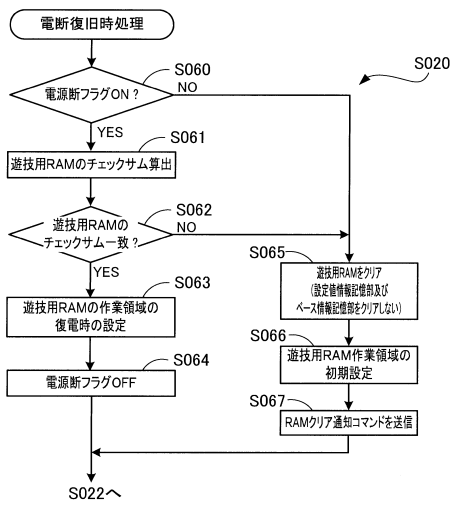 電断復旧時処理
S060
S020
電源断フラグON？
NO
YES
S061
遊技用RAMのチェックサム算出
S062
遊技用RAMの
チェックサム一致？
NO
YES
S065
遊技用RAMをクリア
（設定値情報記憶部及び
ベース情報記憶部をクリアしない）
S063
遊技用RAMの作業領域の
復電時の設定
S066
遊技用RAM作業領域の
初期設定
S064
電源断フラグOFF
S067
RAMクリア通知コマンドを送信
S022へ